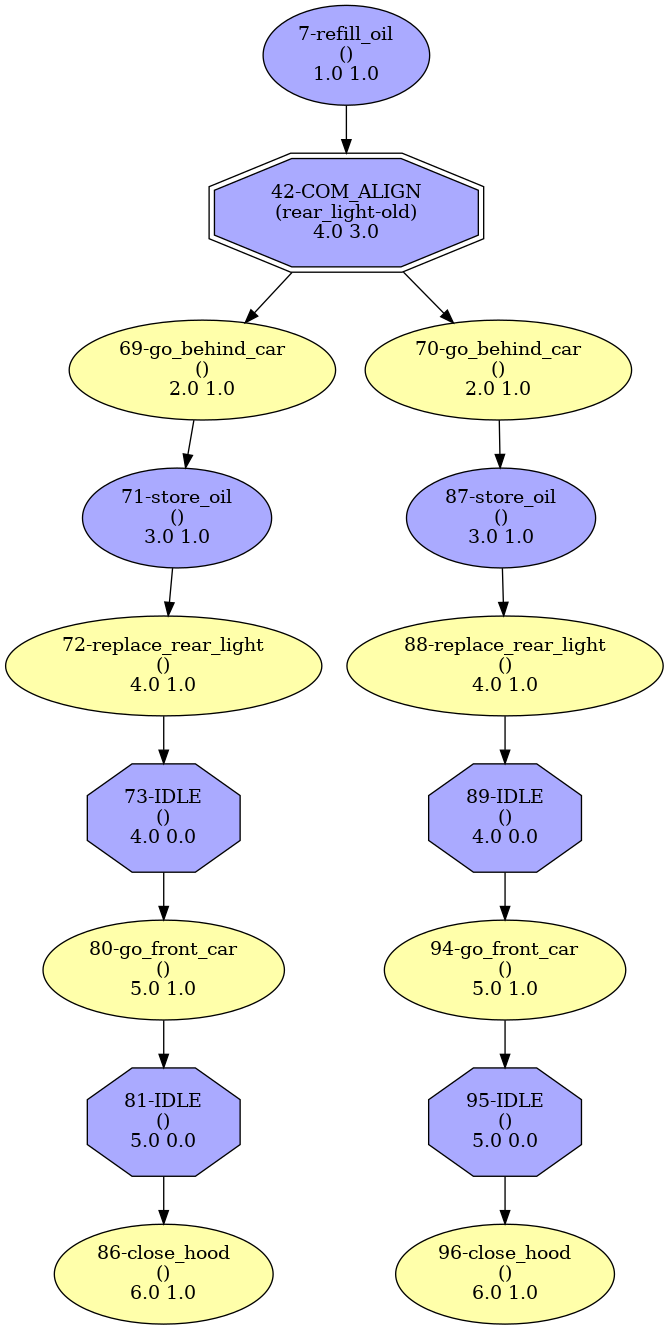 7-refill_oil
()
1.0 1.0
42-COM_ALIGN
(rear_light-old)
4.0 3.0
69-go_behind_car
()
2.0 1.0
70-go_behind_car
()
2.0 1.0
71-store_oil
()
3.0 1.0
87-store_oil
()
3.0 1.0
72-replace_rear_light
()
4.0 1.0
88-replace_rear_light
()
4.0 1.0
73-IDLE
()
4.0 0.0
89-IDLE
()
4.0 0.0
80-go_front_car
()
5.0 1.0
94-go_front_car
()
5.0 1.0
81-IDLE
()
5.0 0.0
95-IDLE
()
5.0 0.0
86-close_hood
()
6.0 1.0
96-close_hood
()
6.0 1.0